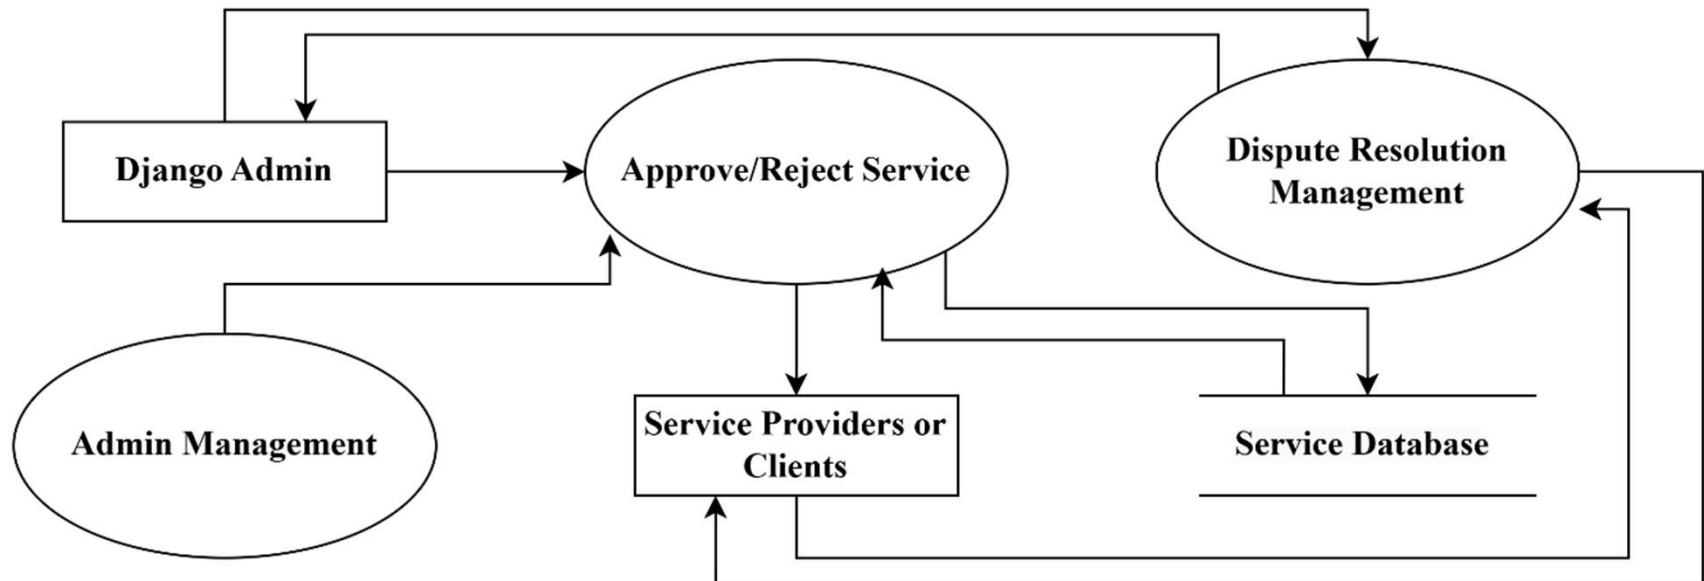 Django Admin
Approve/Reject Service
Dispute Resolution
Management
Admin Management
Service Providers or
Clients
Service Database